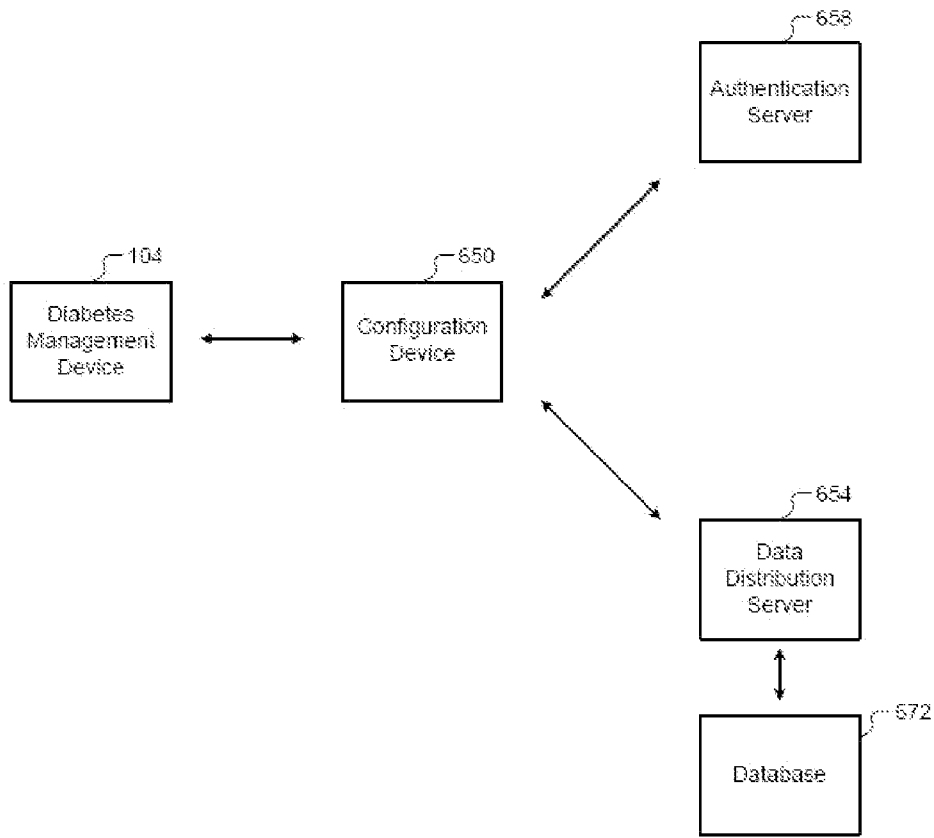 658
Authentication
Server
104
Diabetes
Management
Device
650
Configuration
Device
654
Data
Distribution
Server
672
Database